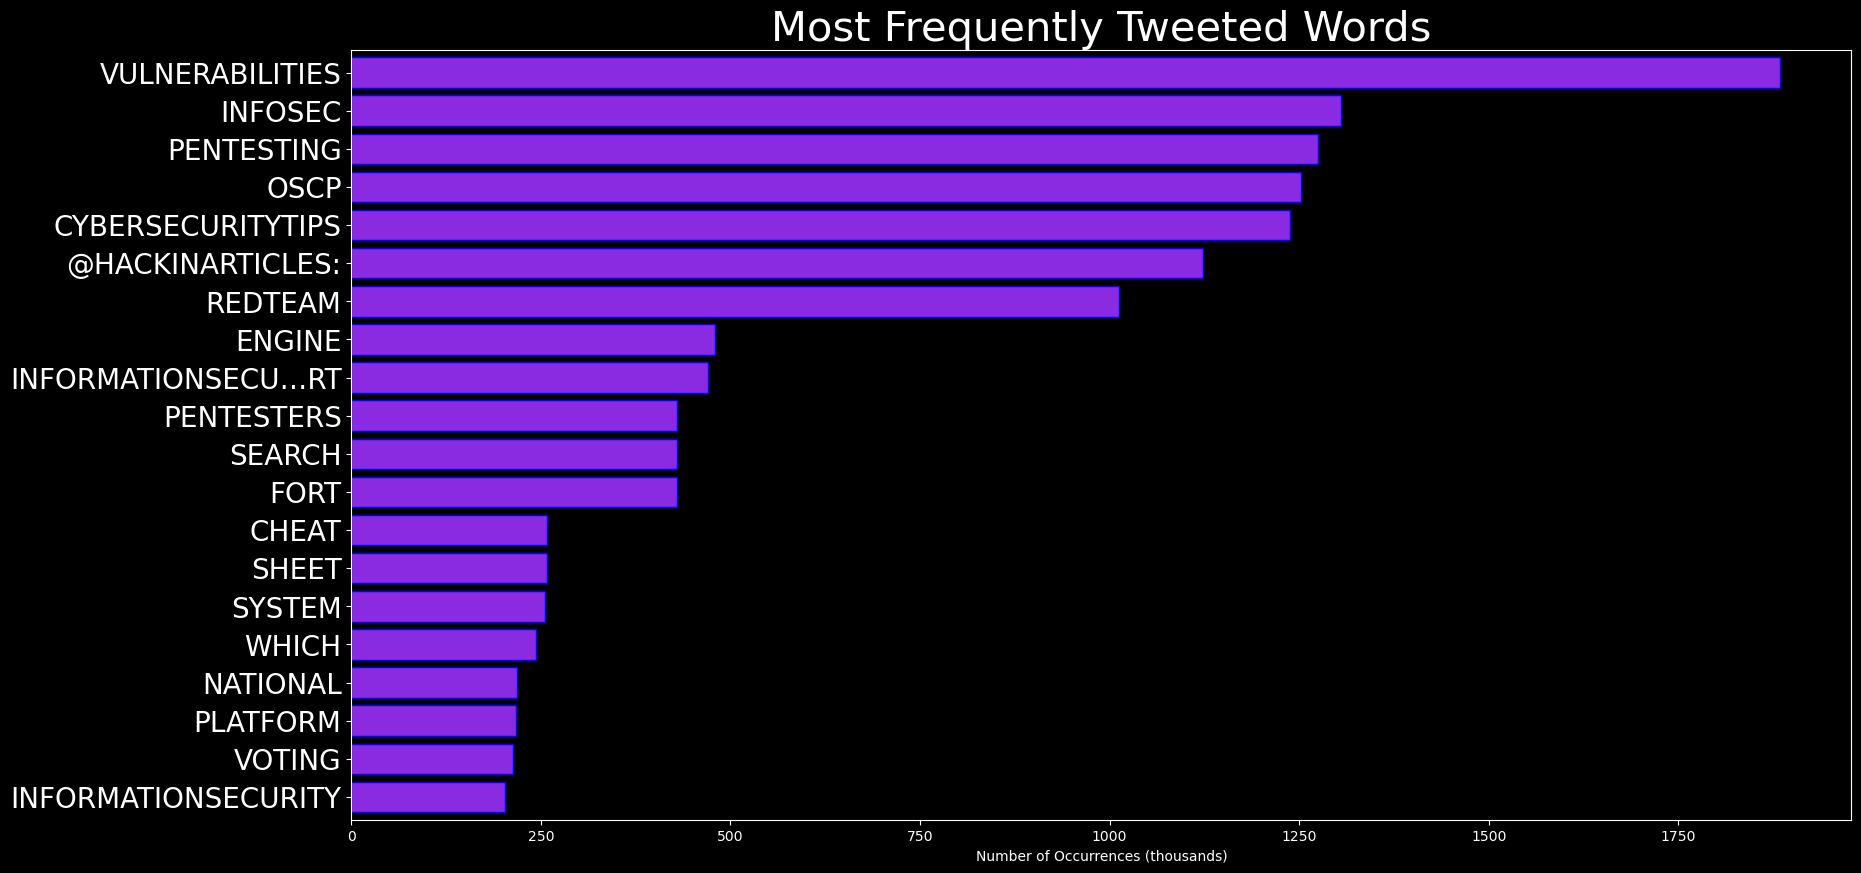 Most Frequently Tweeted Words
VULNERABILITIES
INFOSEC
PENTESTING
OSCP
CYBERSECURITYTIPS
@HACKINARTICLES:
REDTEAM
ENGINE
INFORMATIONSECU…RT
PENTESTERS
SEARCH
FORT
CHEAT
SHEET
SYSTEM
WHICH
NATIONAL
PLATFORM
VOTING
INFORMATIONSECURITY
0 250 500 750 1000 1250 1500 1750
Number of Occurrences (thousands)